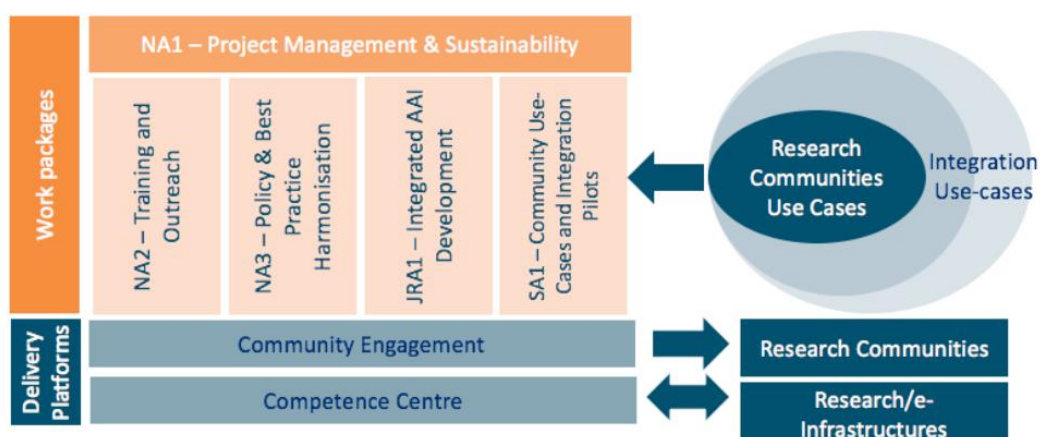 Work packages
NA1 – Project Management & Sustainability
NA2 – Training and
Outreach
NA3 – Policy & Best
Practice
Harmonisation
JRA1 – Integrated AAI
Development
SA1 – Community Use-
Cases and Integration
Pilots
Research
Communities
Use Cases
Integration
Use-cases
Delivery
Platforms
Community Engagement
Competence Centre
Research Communities
Research/e-
Infrastructures